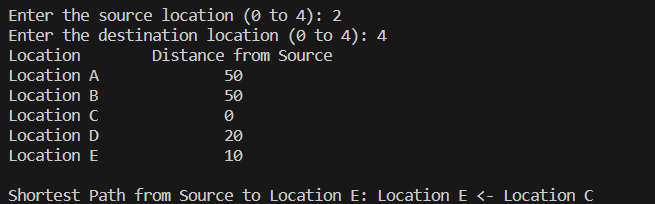 Enter the source location (0 to 4): 2
Enter the destination location (0 to 4): 4
Location        Distance from Source
Location A              50
Location B              50
Location C              0
Location D              20
Location E              10

Shortest Path from Source to Location E: Location E <- Location C